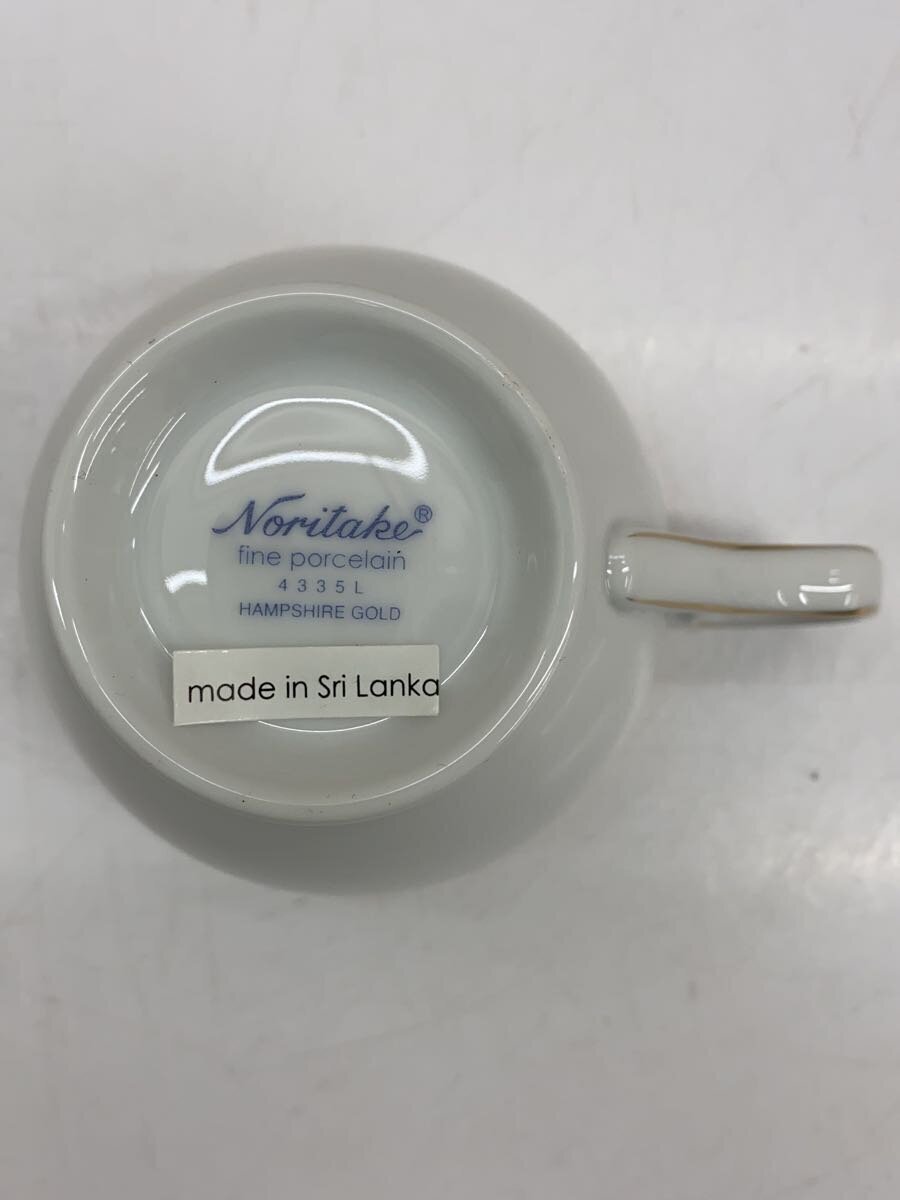 Noritake®
fine porcelain
4335L
HAMPSHIRE GOLD
made in Sri Lanka